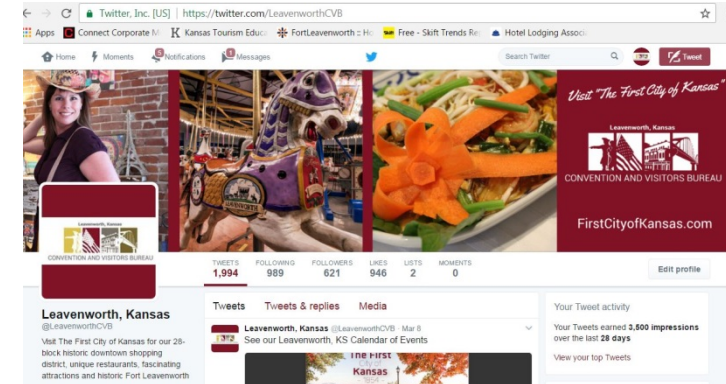 Twitter, Inc. [US] | https://twitter.com/LeavenworthCVB
Apps Connect Corporate M Kansas Tourism Educ FortLeavenworth :: Ho Free - Skift Trends Re Hotel Lodging Assoc
Home Moments Notifications Messages Search Twitter Tweet
Visit "The First City of Kansas"
Leavenworth, Kansas
CONVENTION AND VISITORS BUREAU
FirstCityofKansas.com
LEAVENWORTH
Leavenworth, Kansas
CONVENTION AND VISITORS BUREAU
TWEETS FOLLOWING FOLLOWERS LIKES LISTS MOMENTS
1,994 989 621 946 2 0
Edit profile
Leavenworth, Kansas
@LeavenworthCVB
Visit The First City of Kansas for our 28-
block historic downtown shopping
district, unique restaurants, fascinating
attractions and historic Fort Leavenworth
Tweets Tweets & replies Media
Leavenworth, Kansas @LeavenworthCVB · Mar 8
See our Leavenworth, KS Calendar of Events
The First
City of
Kansas
1854
Your Tweet activity
Your Tweets earned 3,500 impressions
over the last 28 days
View your top Tweets